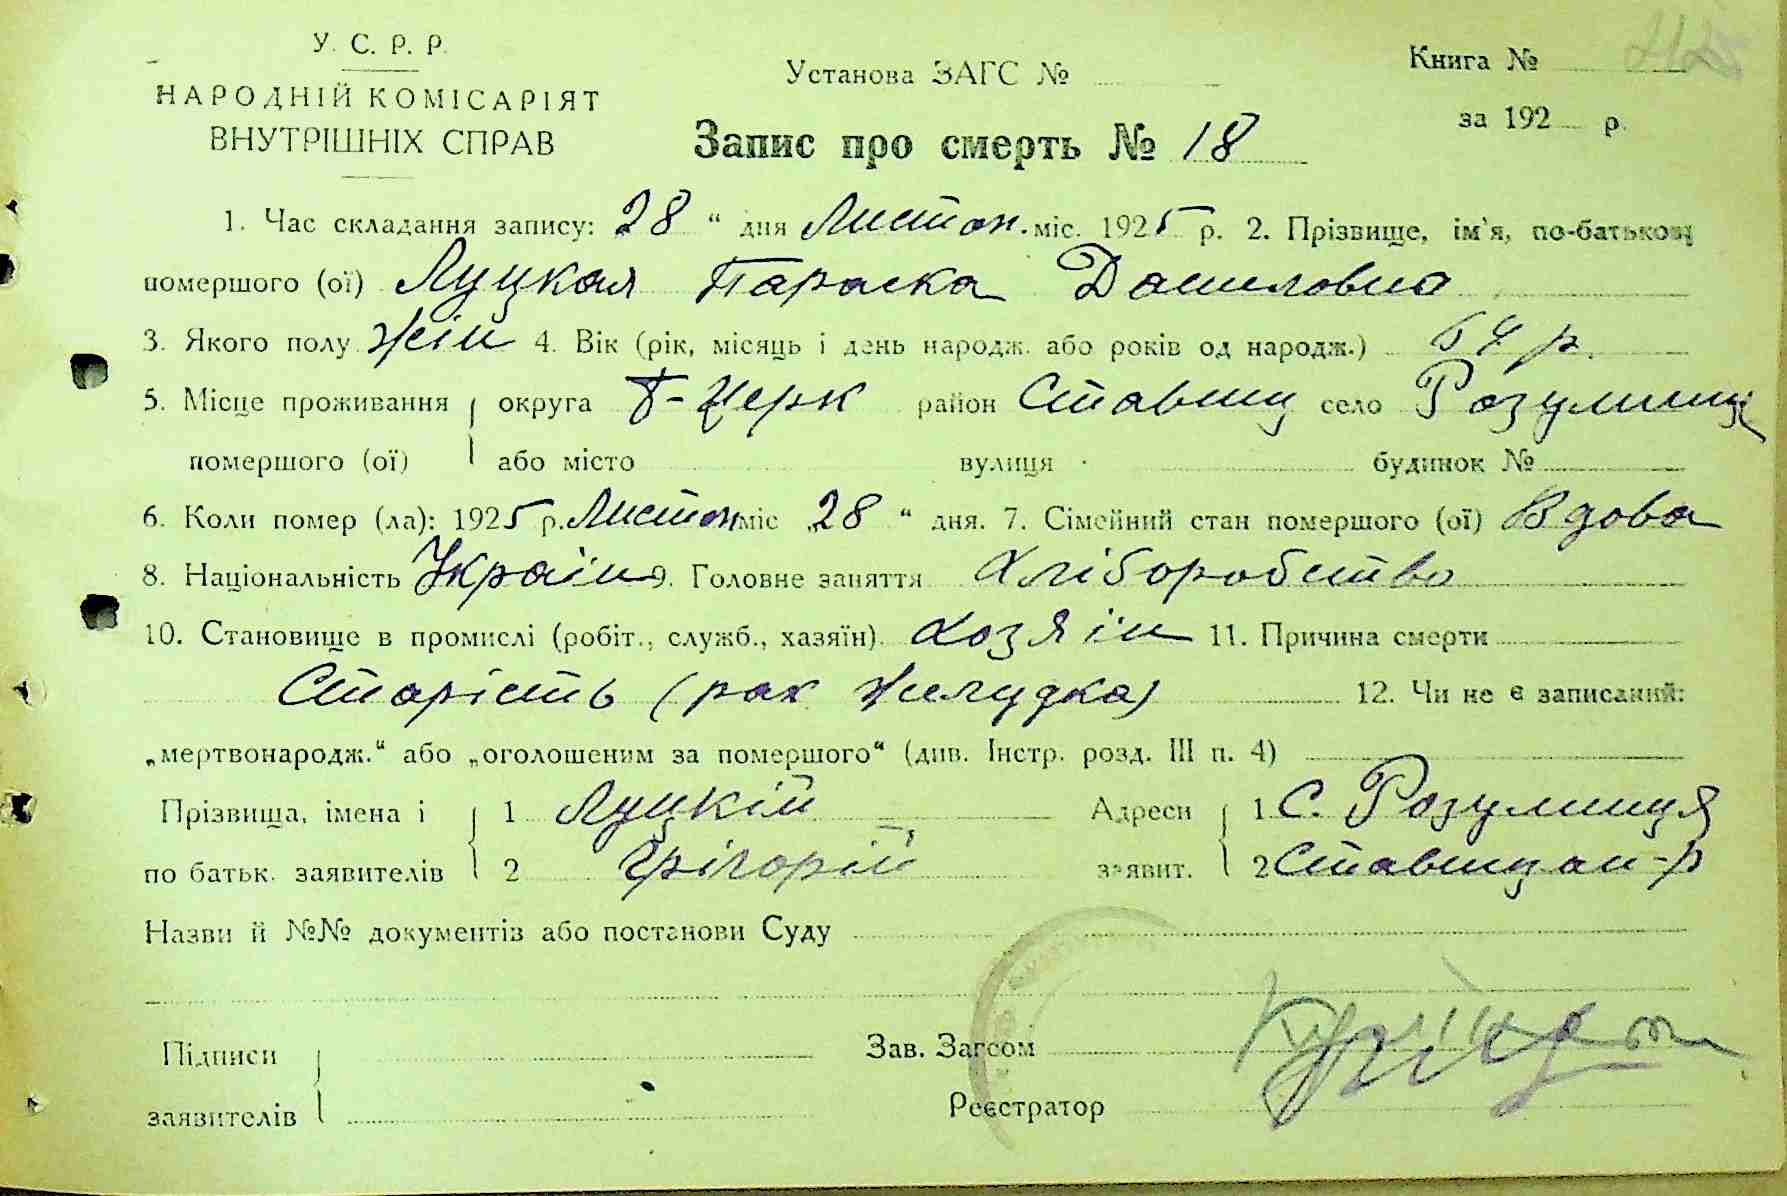 У. С. Р. Р.
НАРОДНІЙ КОМІСАРІЯТ
ВНУТРІШНІХ СПРАВ
Установа ЗАГС №
Книга №
за 192 р.
Запис про смерть № 18
1. Час складання запису: 28 “ дня Листоп. міс. 1925 р. 2. Прізвище, ім'я, по-батькові
помершого (ої) Луцкая Параска Даниловна
3. Якого полу жін 4. Вік (рік, місяць і день народж. або років од народж.) 64 р.
5. Місце проживання округа Б-Церк район Ставищ село Розумниця
помершого (ої) або місто вулиця будинок №
6. Коли помер (ла): 1925 р. Листоп міс „28 “ дня. 7. Сімейний стан помершого (ої) Вдова
8. Національність Україн 9. Головне заняття Хліборобство
10. Становище в промислі (робіт., служб., хазяїн) Хозяін 11. Причина смерти
Старість (рак желудка) 12. Чи не є записаний:
„мертвонародж.“ або „оголошеним за помершого“ (див. Інстр. розд. III п. 4)
Прізвища, імена і 1 Луцкій Адреси 1 С. Розумниця
по батьк. заявителів 2 Грігорій заявит. 2 Ставищан-р
Назви й №№ документів або постанови Суду
Підписи Зав. Загсом
заявителів Реєстратор